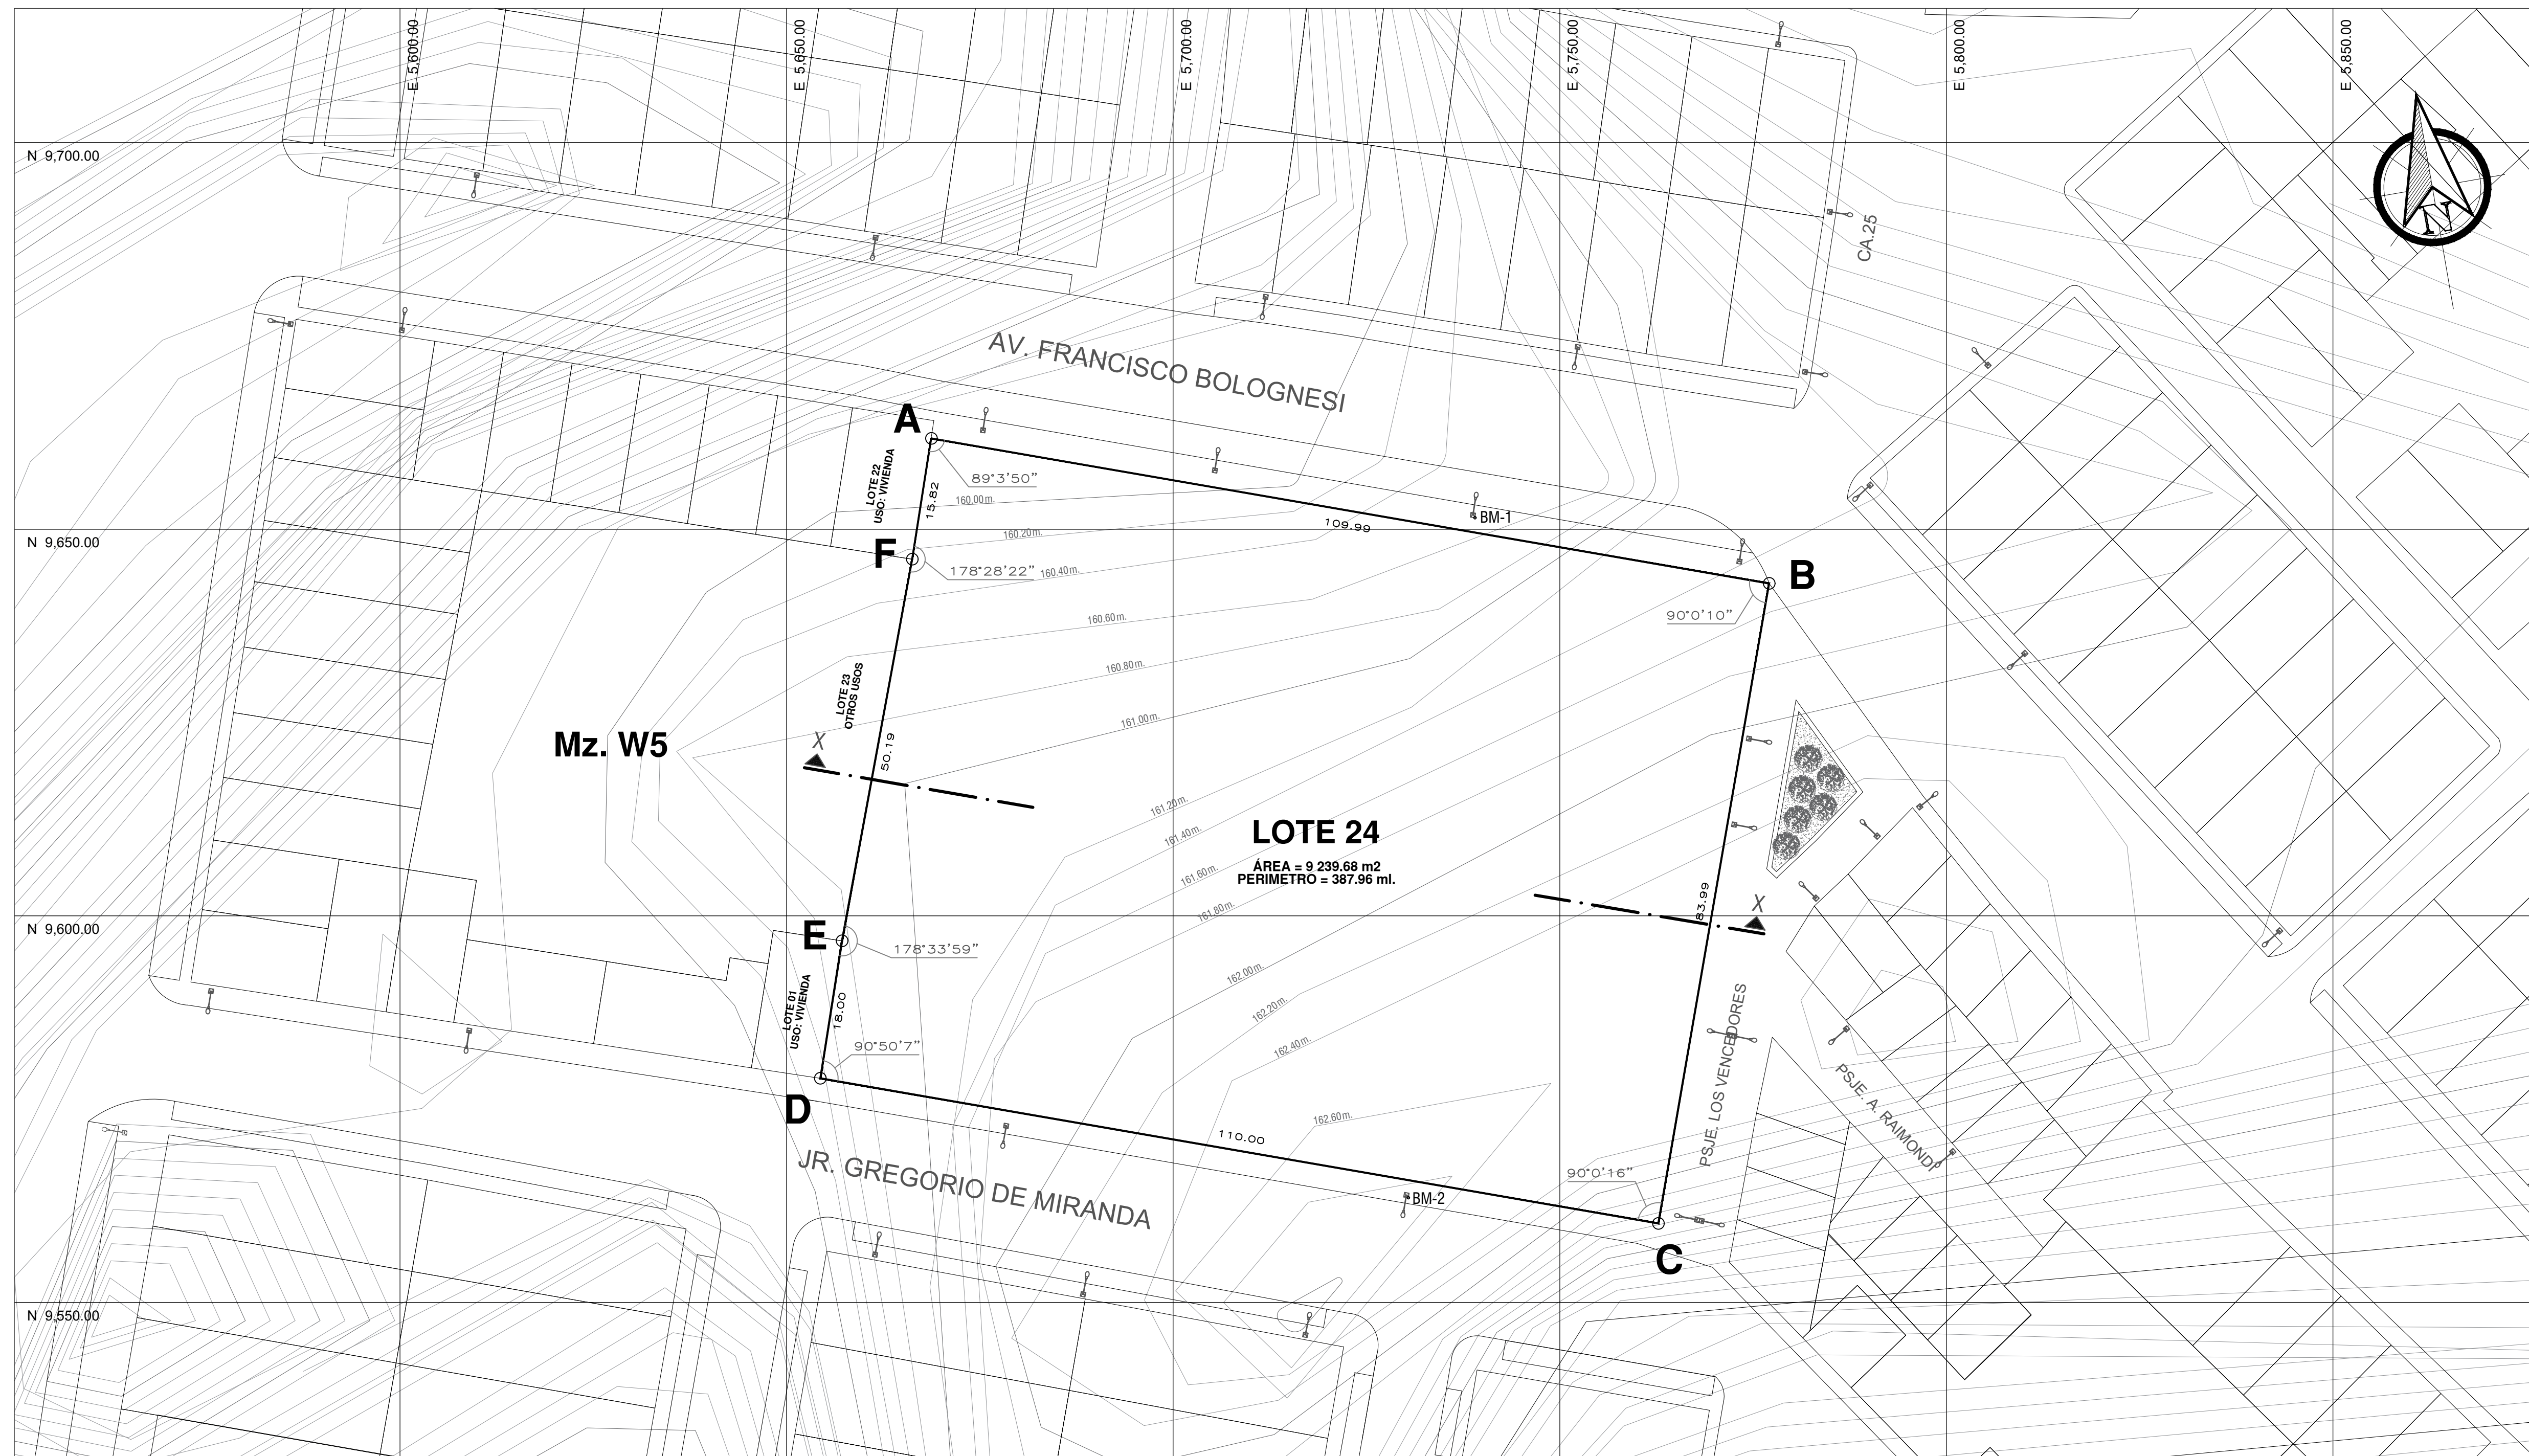 E 5,600.00
E 5,650.00
E 5,700.00
E 5,750.00
E 5,800.00
E 5,850.00
N 9,700.00
N
CA.25
AV. FRANCISCO BOLOGNESI
A
LOTE 22
USO: VIVIENDA
15.82
89°3'50"
160.00m.
109.99
BM-1
N 9,650.00
160.20m.
F
178°28'22"
160.40m.
B
90°0'10"
160.60m.
160.80m.
LOTE 23
OTROS USOS
161.00m.
Mz. W5
X
50.19
161.20m.
161.40m.
LOTE 24
ÁREA = 9 239.68 m2
PERIMETRO = 387.96 ml.
161.60m.
161.80m.
83.99
X
N 9,600.00
E
178°33'59"
162.00m.
LOTE 01
USO: VIVIENDA
18.00
162.20m.
162.40m.
90°50'7"
PSJE. LOS VENCEDORES
PSJE. A. RAIMONDI
D
162.60m.
110.00
JR. GREGORIO DE MIRANDA
90°0'16"
BM-2
C
N 9,550.00